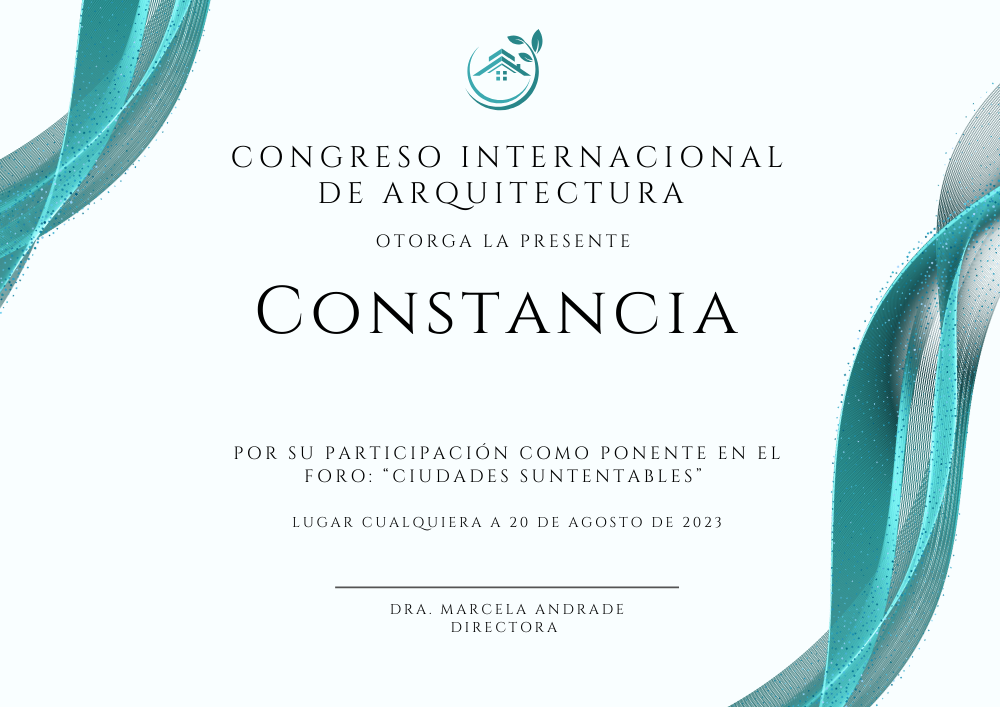 CONGRESO INTERNACIONAL
DE ARQUITECTURA
OTORGA LA PRESENTE
CONSTANCIA
POR SU PARTICIPACIÓN COMO PONENTE EN EL
FORO: “CIUDADES SUNTENTABLES”
LUGAR CUALQUIERA A 20 DE AGOSTO DE 2023
DRA. MARCELA ANDRADE
DIRECTORA